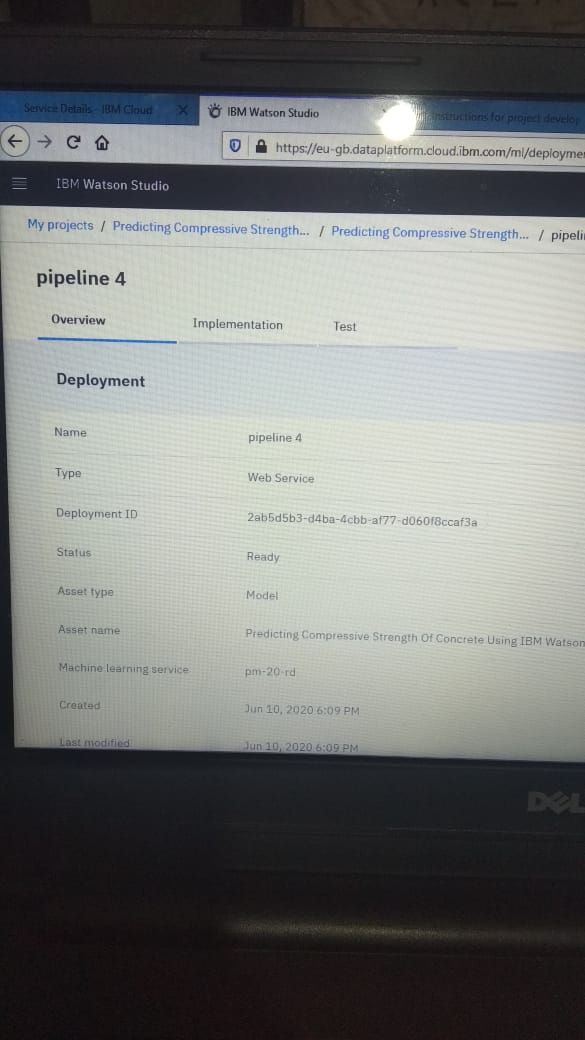 Service Details - IBM Cloud
IBM Watson Studio
Instructions for project develo
https://eu-gb.dataplatform.cloud.ibm.com/ml/deployme
IBM Watson Studio
My projects / Predicting Compressive Strength... / Predicting Compressive Strength... / pipeli
pipeline 4
Overview Implementation Test
Deployment
Name pipeline 4
Type Web Service
Deployment ID 2ab5d5b3-d4ba-4cbb-af77-d060f8ccaf3a
Status Ready
Asset type Model
Asset name Predicting Compressive Strength Of Concrete Using IBM Watson
Machine learning service pm-20-rd
Created Jun 10, 2020 6:09 PM
Last modified Jun 10, 2020 6:09 PM
DELL